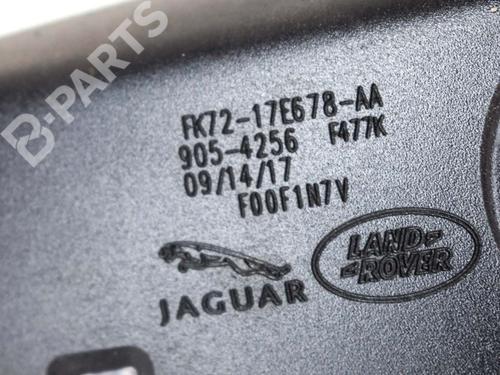 B-PARTS
FK72-17E678-AA
905-4256 F477K
09/14/17
F00F1N7V
JAGUAR
LAND-
-ROVER